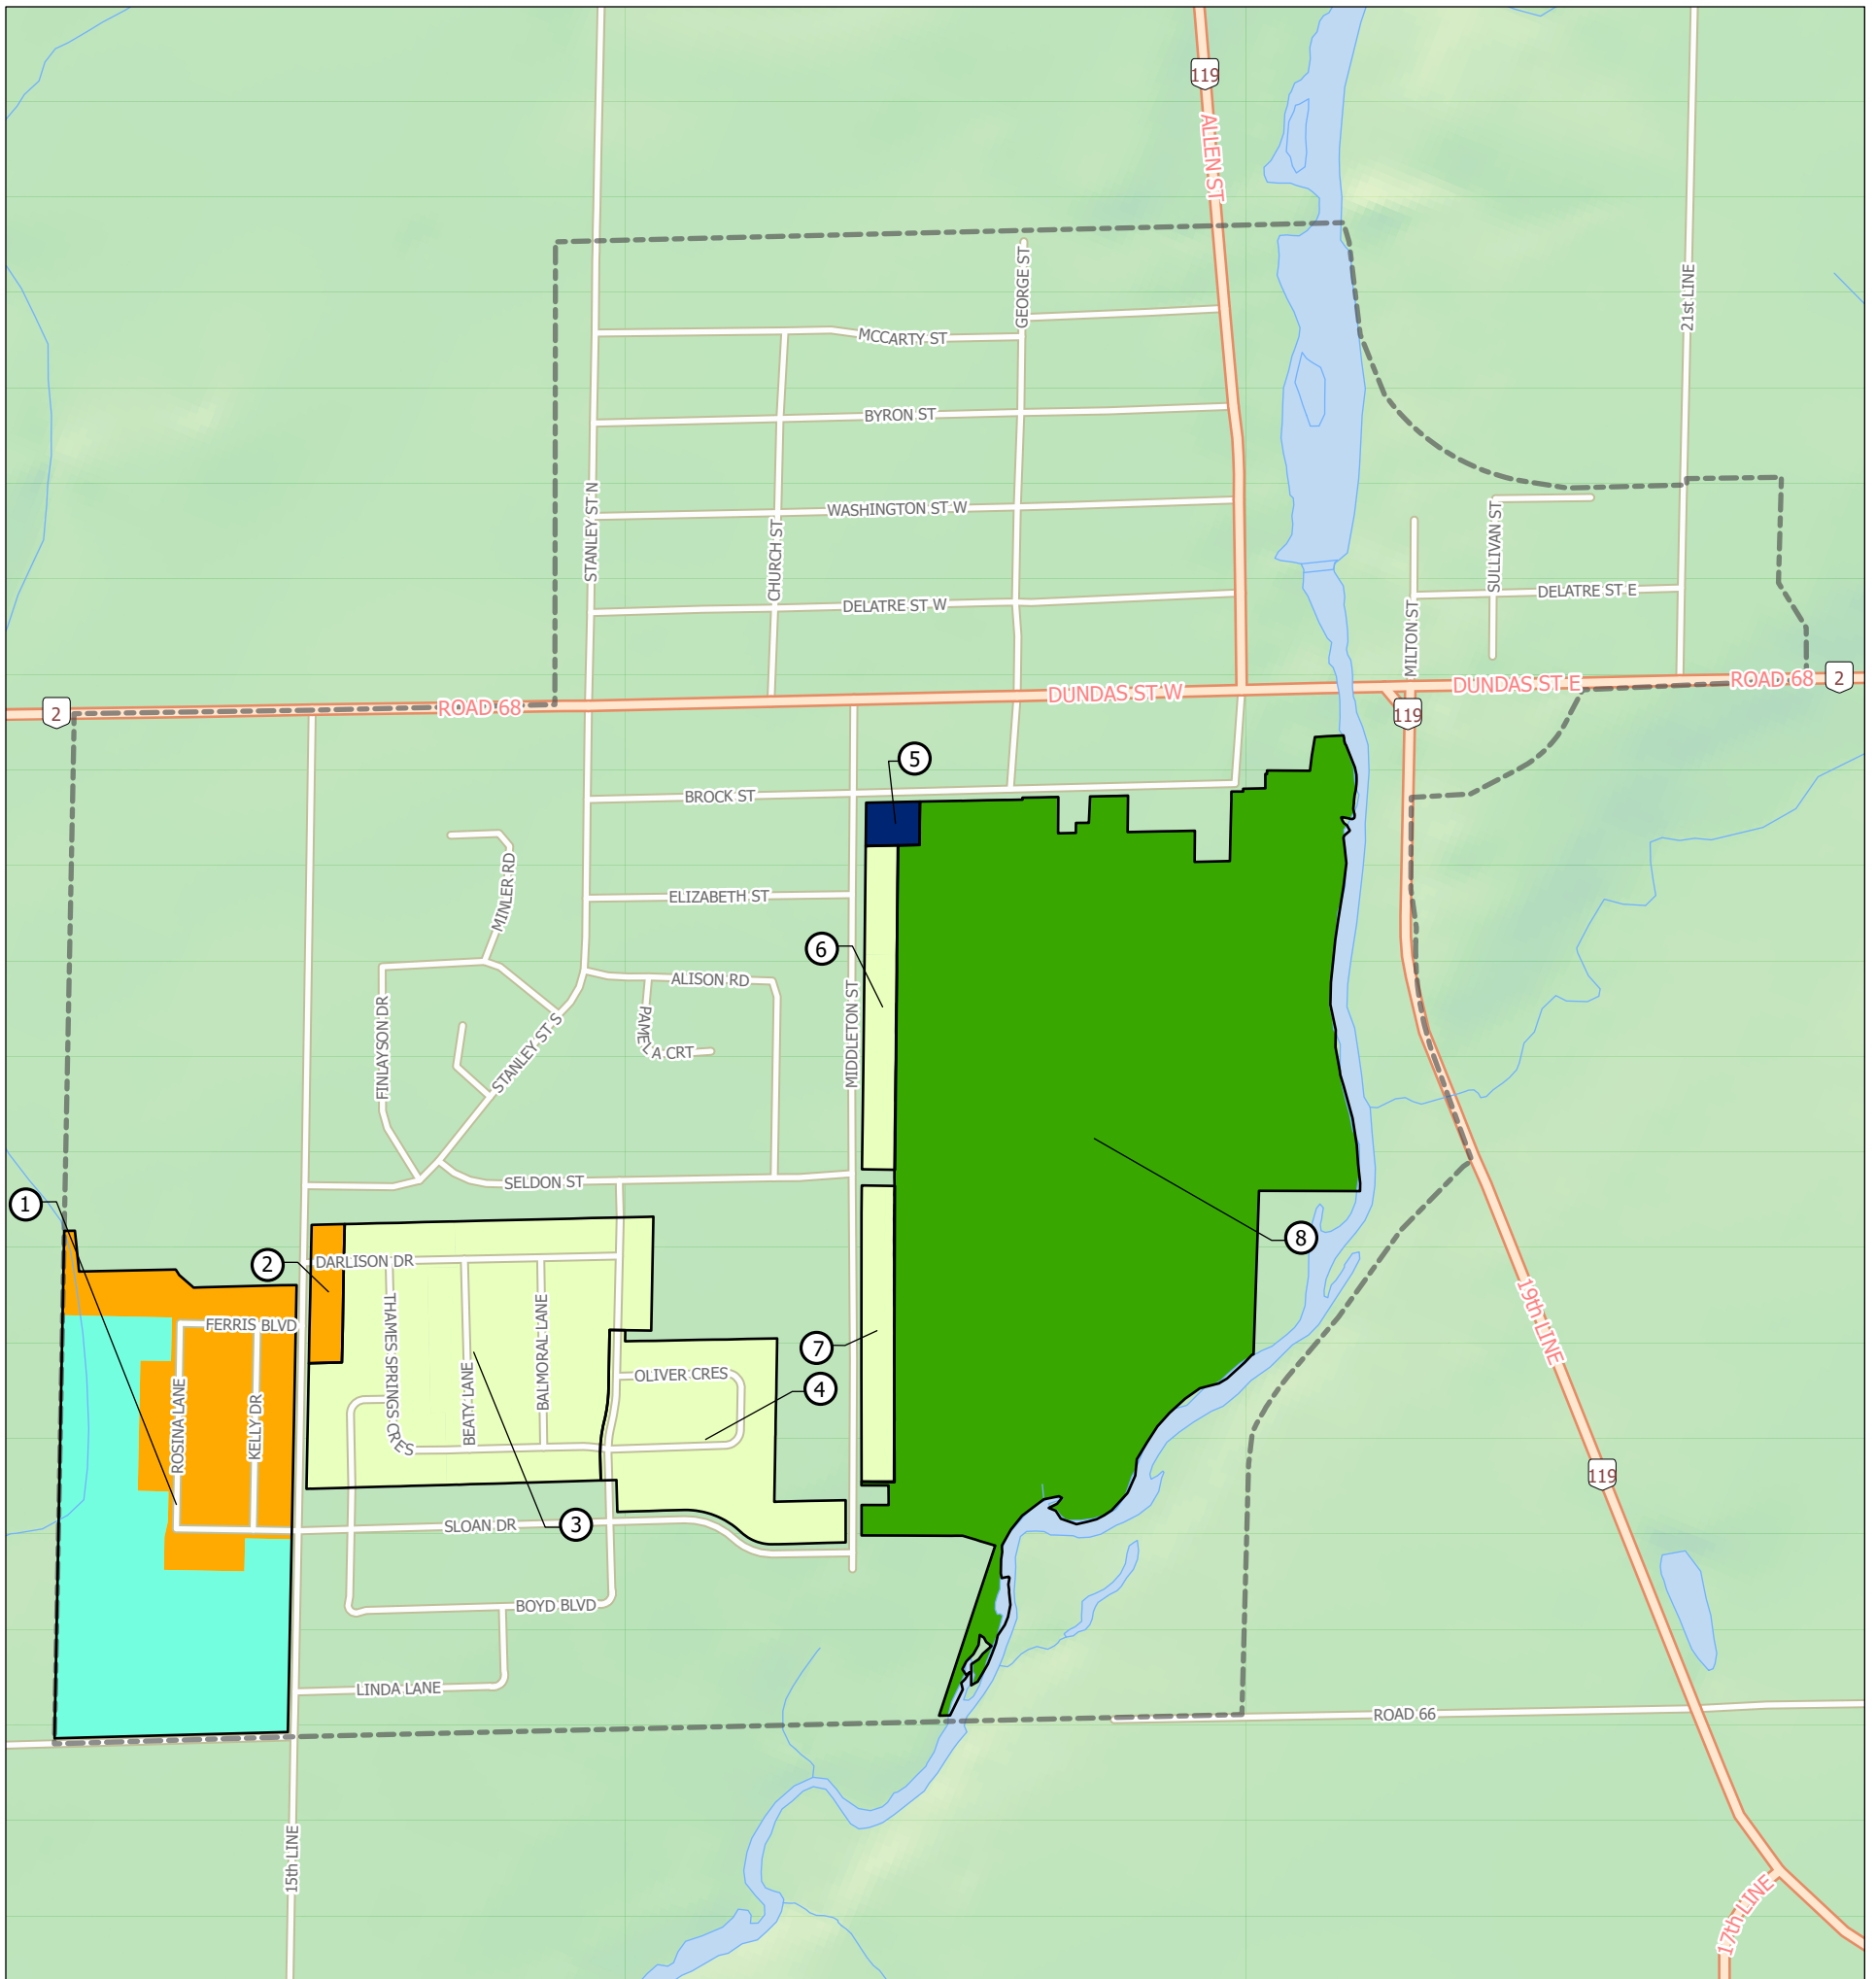 119
ALLEN ST
GEORGE ST
21st LINE
MCCARTY ST
BYRON ST
STANLEY ST N
WASHINGTON ST W
CHURCH ST
SULLIVAN ST
DELATRE ST W
DELATRE ST E
MILTON ST
2
ROAD 68
DUNDAS ST W
DUNDAS ST E
ROAD 68
2
119
5
BROCK ST
MINLER RD
ELIZABETH ST
6
ALISON RD
FINLAYSON DR
STANLEY ST S
PAMELA CRT
MIDDLETON ST
SELDON ST
1
8
2
DARLISON DR
FERRIS BLVD
THAMES SPRINGS CRES
BALMORAL LANE
7
19th LINE
OLIVER CRES
4
ROSINA LANE
KELLY DR
BEATY LANE
119
SLOAN DR
3
BOYD BLVD
LINDA LANE
ROAD 66
15th LINE
17th LINE